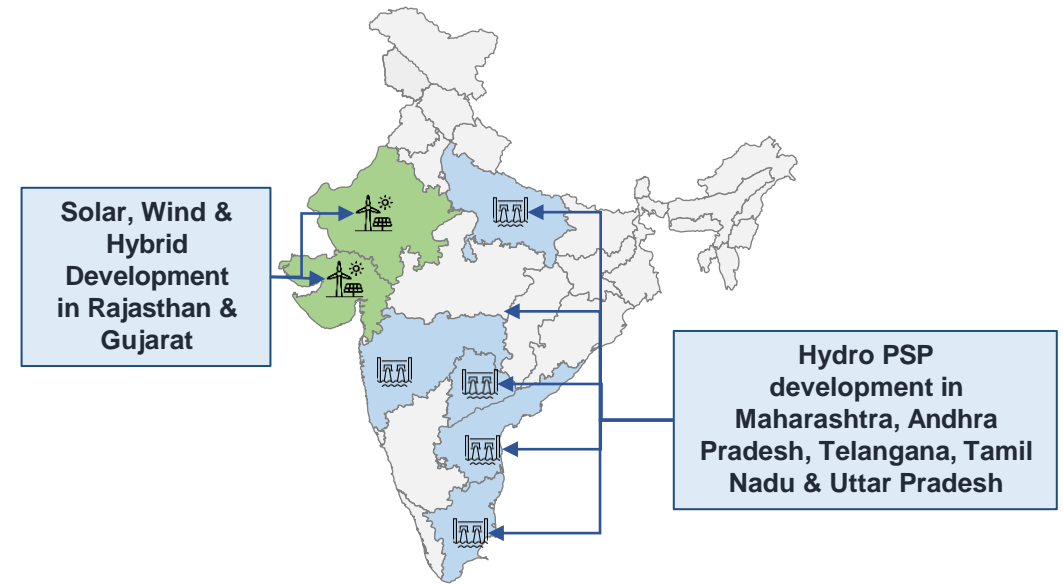 Solar, Wind &
Hybrid
Development
in Rajasthan &
Gujarat
Hydro PSP
development in
Maharashtra, Andhra
Pradesh, Telangana, Tamil
Nadu & Uttar Pradesh